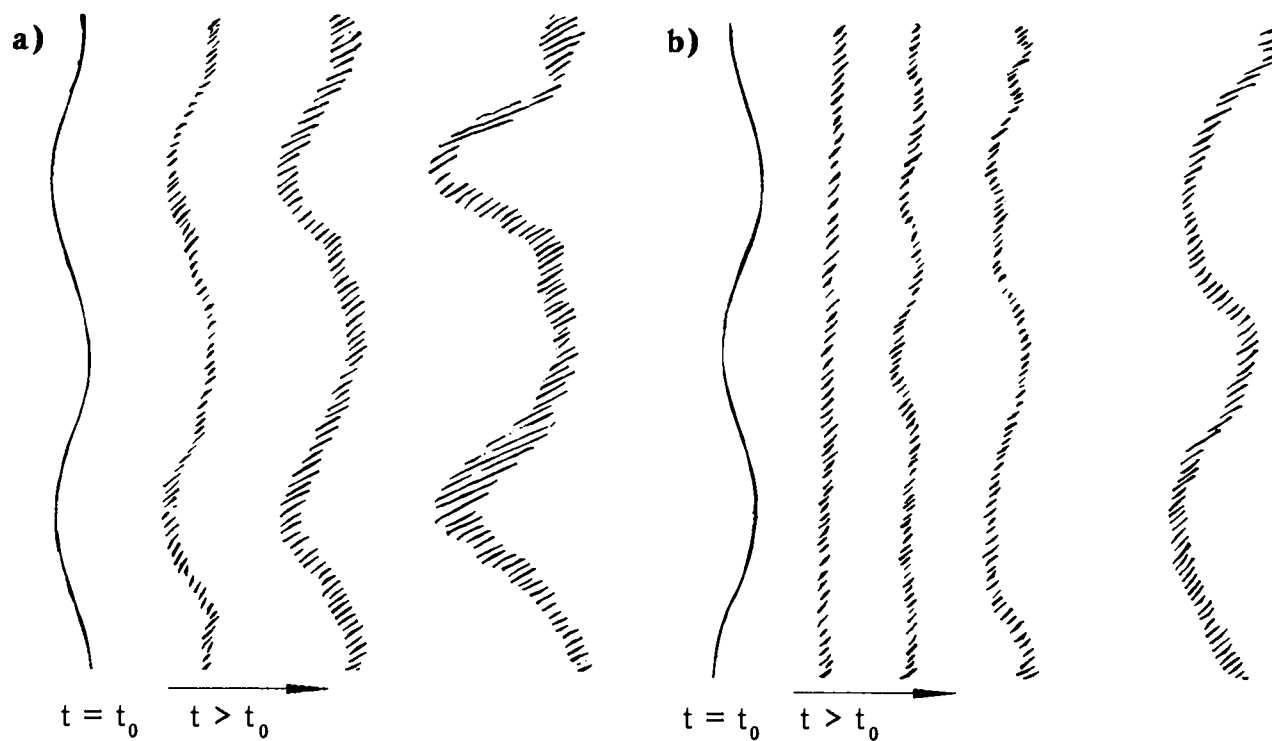 a)
b)
t = t₀ t > t₀
t = t₀ t > t₀